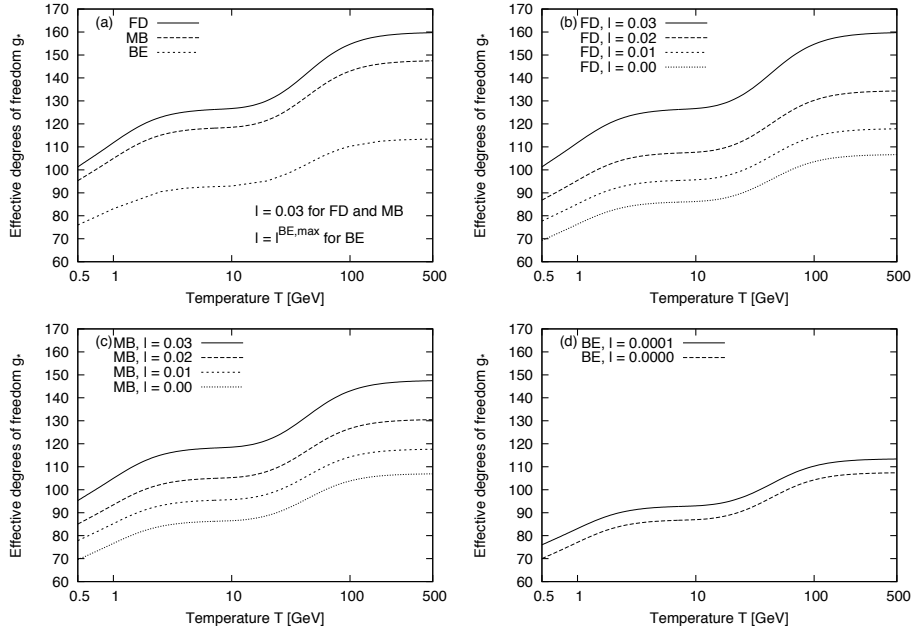 (a)
FD
MB
BE
l = 0.03 for FD and MB
l = l^BE,max for BE
170
160
150
140
130
120
110
100
90
80
70
60
0.5 1 10 100 500
Effective degrees of freedom g*
Temperature T [GeV]
(b)
FD, l = 0.03
FD, l = 0.02
FD, l = 0.01
FD, l = 0.00
170
160
150
140
130
120
110
100
90
80
70
60
0.5 1 10 100 500
Effective degrees of freedom g*
Temperature T [GeV]
(c)
MB, l = 0.03
MB, l = 0.02
MB, l = 0.01
MB, l = 0.00
170
160
150
140
130
120
110
100
90
80
70
60
0.5 1 10 100 500
Effective degrees of freedom g*
Temperature T [GeV]
(d)
BE, l = 0.0001
BE, l = 0.0000
170
160
150
140
130
120
110
100
90
80
70
60
0.5 1 10 100 500
Effective degrees of freedom g*
Temperature T [GeV]